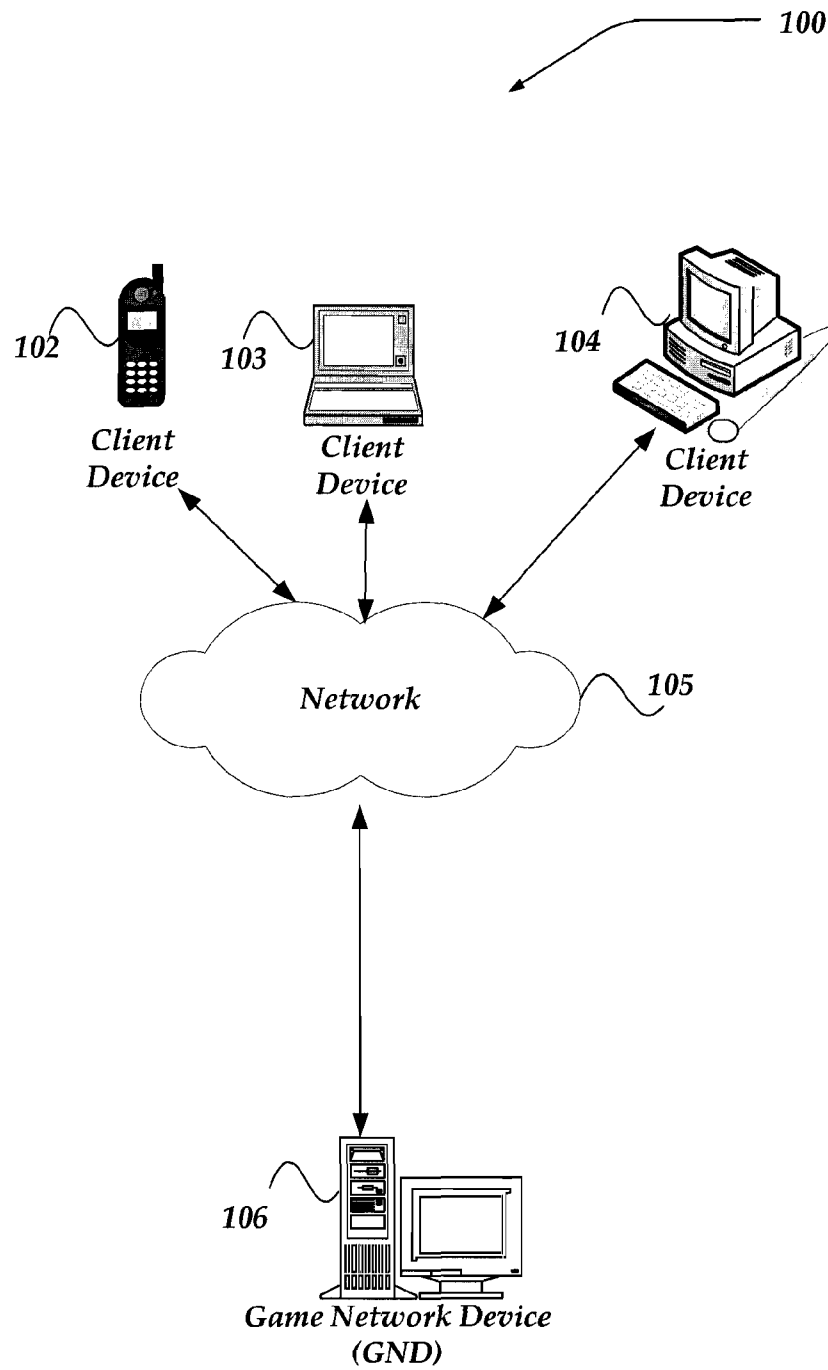 100
102
103
104
Client
Device
Client
Device
Client
Device
Network
105
106
Game Network Device
(GND)